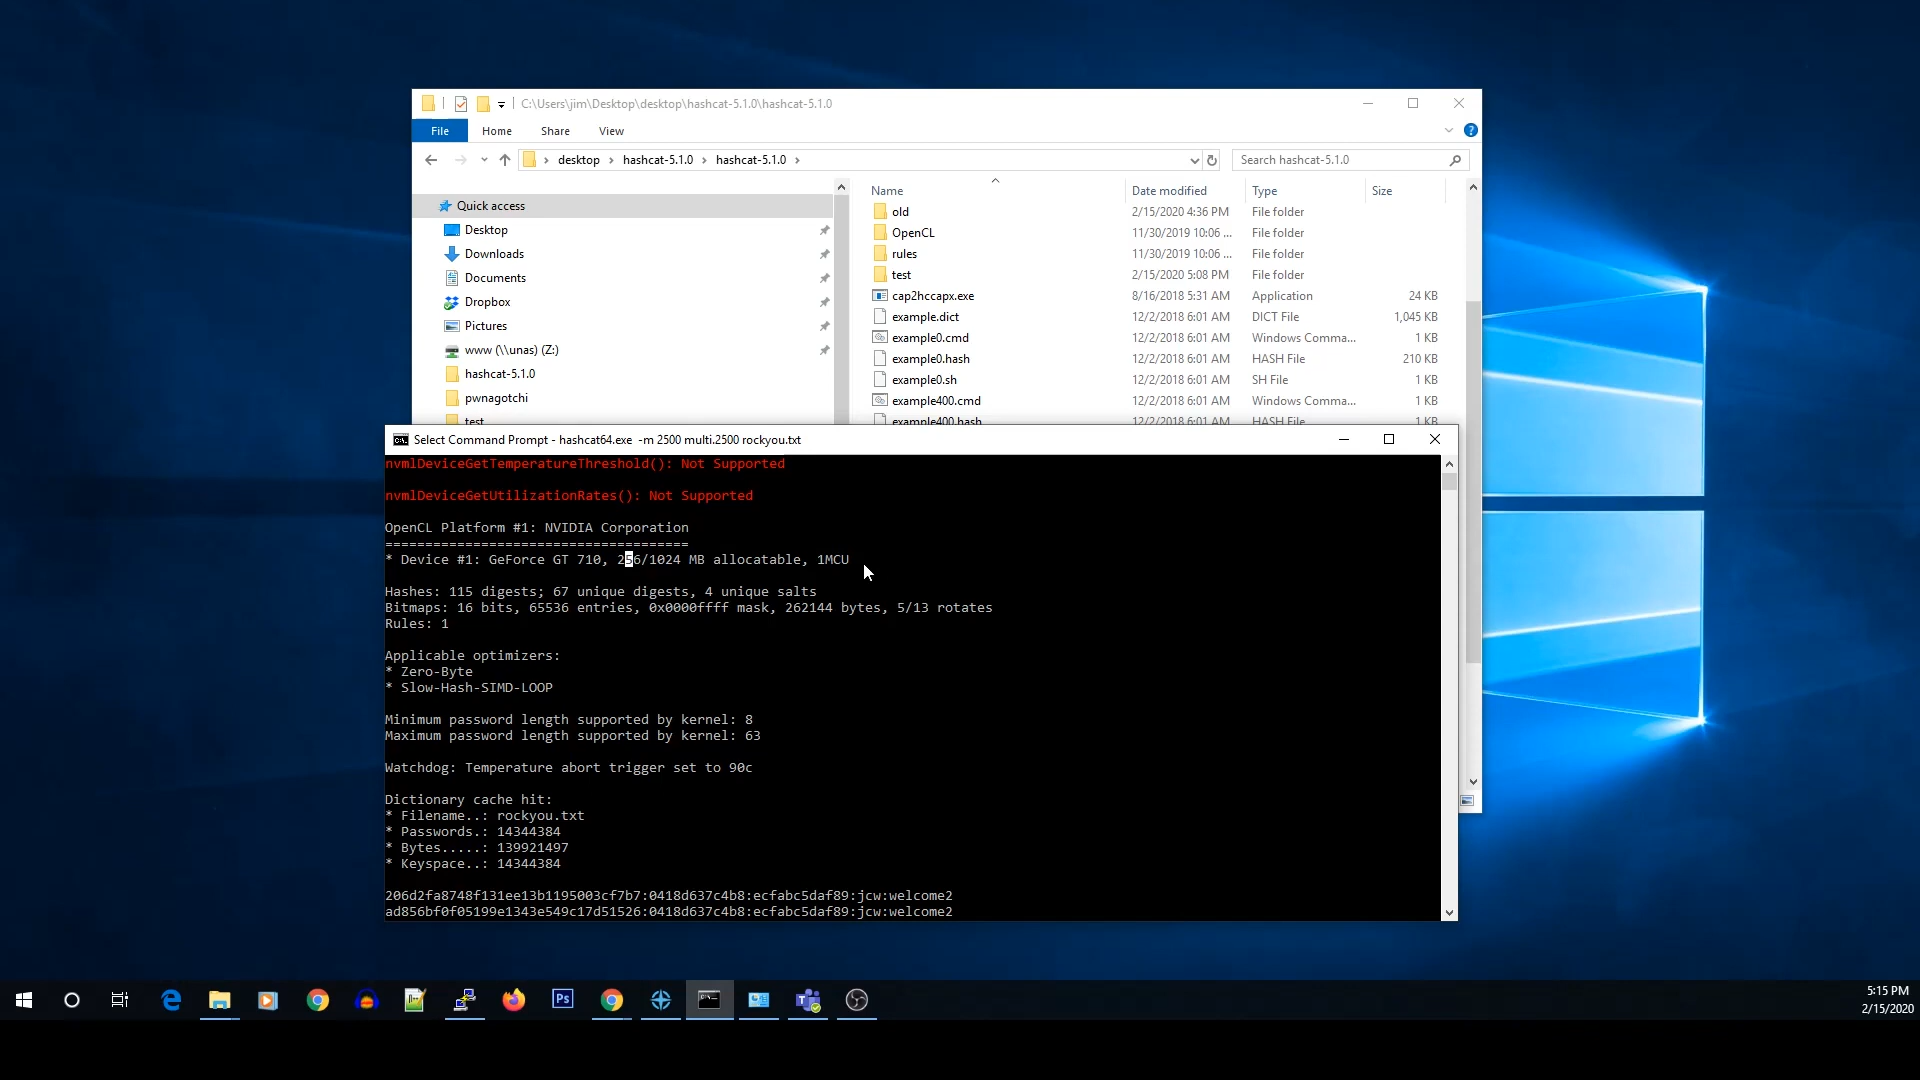 C:\Users\jim\Desktop\desktop\hashcat-5.1.0\hashcat-5.1.0
File Home Share View
desktop hashcat-5.1.0 hashcat-5.1.0
Search hashcat-5.1.0
Quick access
Desktop
Downloads
Documents
Dropbox
Pictures
www (\\unas) (Z:)
hashcat-5.1.0
pwnagotchi
test
Name Date modified Type Size
old 2/15/2020 4:36 PM File folder
OpenCL 11/30/2019 10:06 ... File folder
rules 11/30/2019 10:06 ... File folder
test 2/15/2020 5:08 PM File folder
cap2hccapx.exe 8/16/2018 5:31 AM Application 24 KB
example.dict 12/2/2018 6:01 AM DICT File 1,045 KB
example0.cmd 12/2/2018 6:01 AM Windows Comma... 1 KB
example0.hash 12/2/2018 6:01 AM HASH File 210 KB
example0.sh 12/2/2018 6:01 AM SH File 1 KB
example400.cmd 12/2/2018 6:01 AM Windows Comma... 1 KB
example400.hash 12/2/2018 6:01 AM HASH File 1 KB
Select Command Prompt - hashcat64.exe -m 2500 multi.2500 rockyou.txt
nvmlDeviceGetTemperatureThreshold(): Not Supported
nvmlDeviceGetUtilizationRates(): Not Supported
OpenCL Platform #1: NVIDIA Corporation
======================================
* Device #1: GeForce GT 710, 256/1024 MB allocatable, 1MCU
Hashes: 115 digests; 67 unique digests, 4 unique salts
Bitmaps: 16 bits, 65536 entries, 0x0000ffff mask, 262144 bytes, 5/13 rotates
Rules: 1
Applicable optimizers:
* Zero-Byte
* Slow-Hash-SIMD-LOOP
Minimum password length supported by kernel: 8
Maximum password length supported by kernel: 63
Watchdog: Temperature abort trigger set to 90c
Dictionary cache hit:
* Filename..: rockyou.txt
* Passwords.: 14344384
* Bytes.....: 139921497
* Keyspace..: 14344384
206d2fa8748f131ee13b1195003cf7b7:0418d637c4b8:ecfabc5daf89:jcw:welcome2
ad856bf0f05199e1343e549c17d51526:0418d637c4b8:ecfabc5daf89:jcw:welcome2
Ps
5:15 PM
2/15/2020